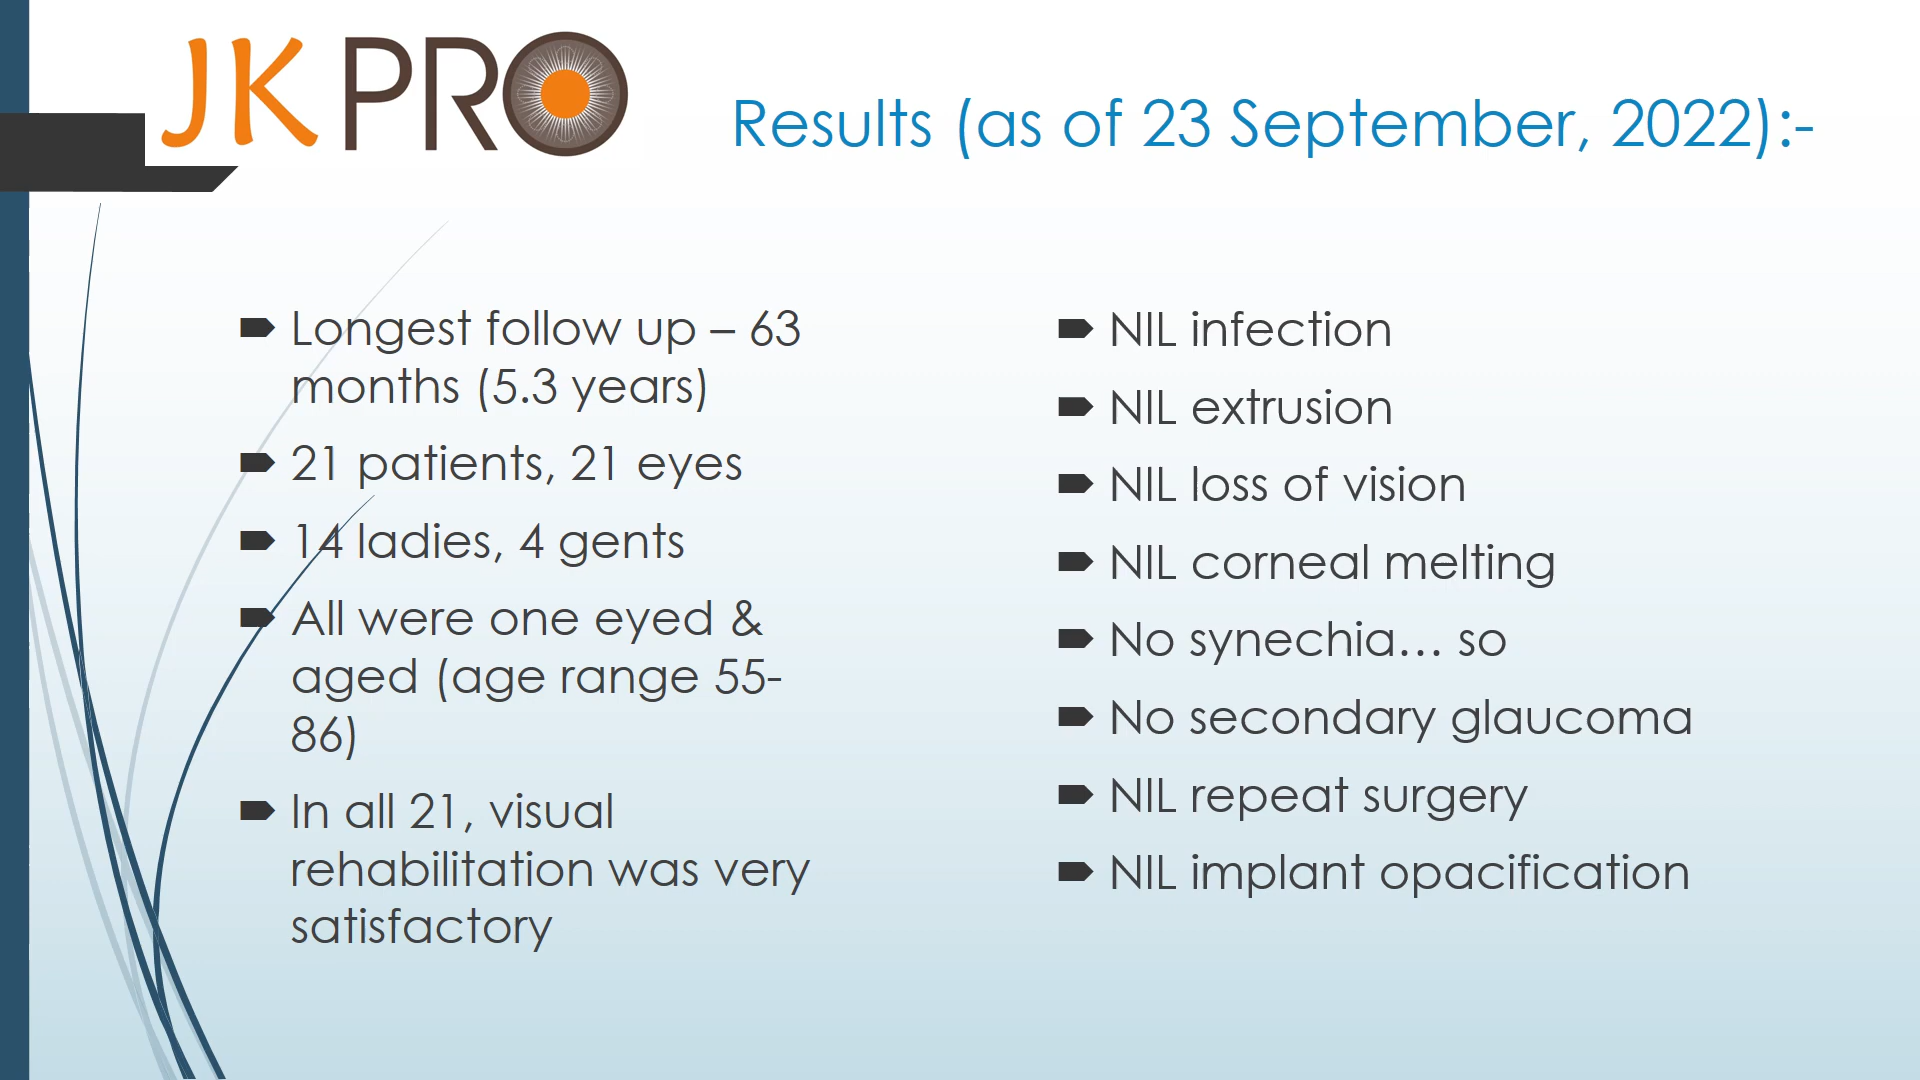 JK PRO
Results (as of 23 September, 2022):-
Longest follow up – 63
months (5.3 years)
21 patients, 21 eyes
14 ladies, 4 gents
All were one eyed &
aged (age range 55-
86)
In all 21, visual
rehabilitation was very
satisfactory
NIL infection
NIL extrusion
NIL loss of vision
NIL corneal melting
No synechia… so
No secondary glaucoma
NIL repeat surgery
NIL implant opacification